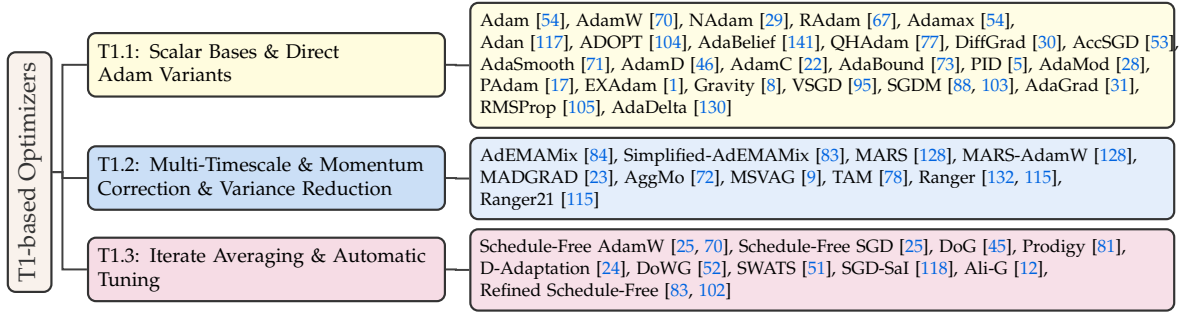 T1-based Optimizers
T1.1: Scalar Bases & Direct
Adam Variants
Adam [54], AdamW [70], NAdam [29], RAdam [67], Adamax [54],
Adan [117], ADOPT [104], AdaBelief [141], QHAdam [77], DiffGrad [30], AccSGD [53],
AdaSmooth [71], AdamD [46], AdamC [22], AdaBound [73], PID [5], AdaMod [28],
PAdam [17], EXAdam [1], Gravity [8], VSGD [95], SGDM [88, 103], AdaGrad [31],
RMSProp [105], AdaDelta [130]
T1.2: Multi-Timescale & Momentum
Correction & Variance Reduction
AdEMAMix [84], Simplified-AdEMAMix [83], MARS [128], MARS-AdamW [128],
MADGRAD [23], AggMo [72], MSVAG [9], TAM [78], Ranger [132, 115],
Ranger21 [115]
T1.3: Iterate Averaging & Automatic
Tuning
Schedule-Free AdamW [25, 70], Schedule-Free SGD [25], DoG [45], Prodigy [81],
D-Adaptation [24], DoWG [52], SWATS [51], SGD-SaI [118], Ali-G [12],
Refined Schedule-Free [83, 102]